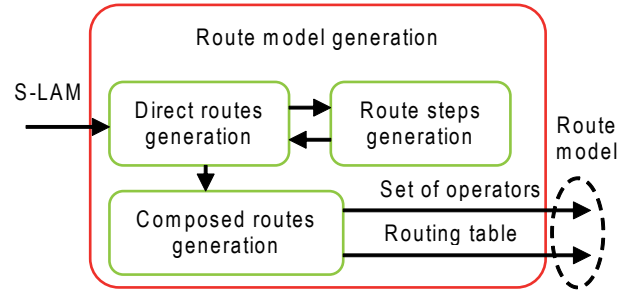 Route model generation
S-LAM
Direct routes
generation
Route steps
generation
Route
model
Composed routes
generation
Set of operators
Routing table